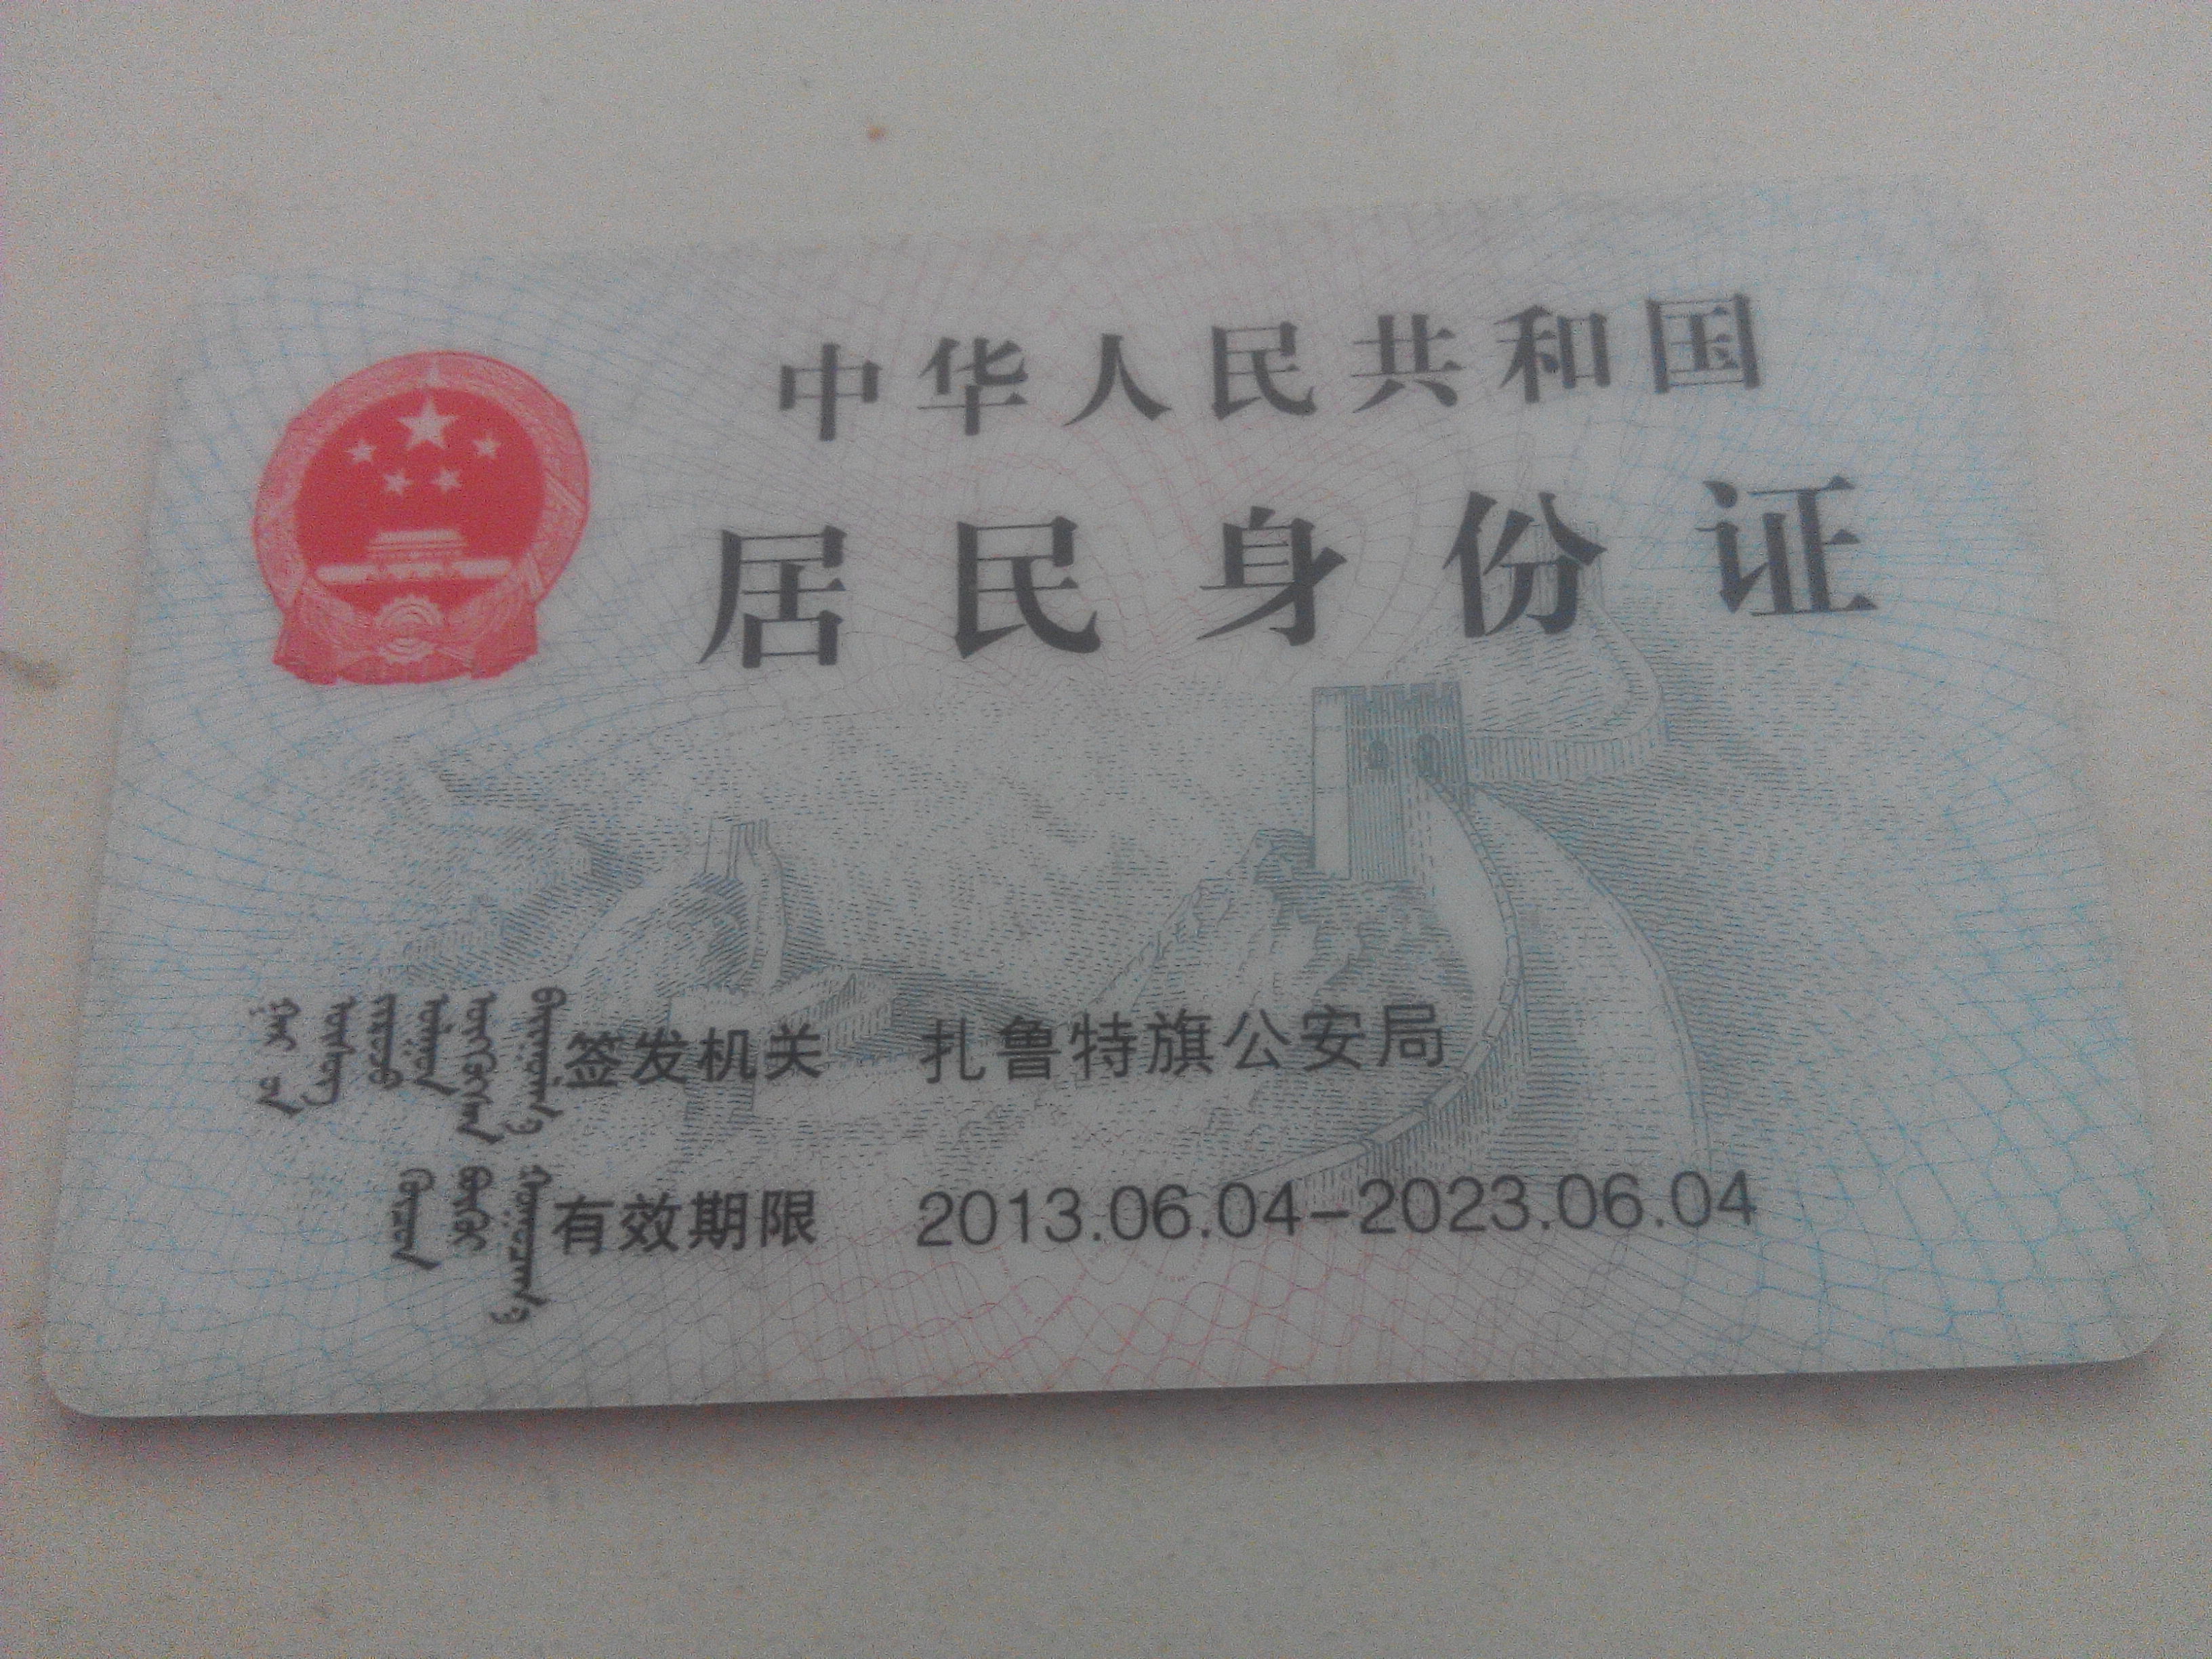 中华人民共和国
居民身份证
签发机关 扎鲁特旗公安局
有效期限 2013.06.04-2023.06.04